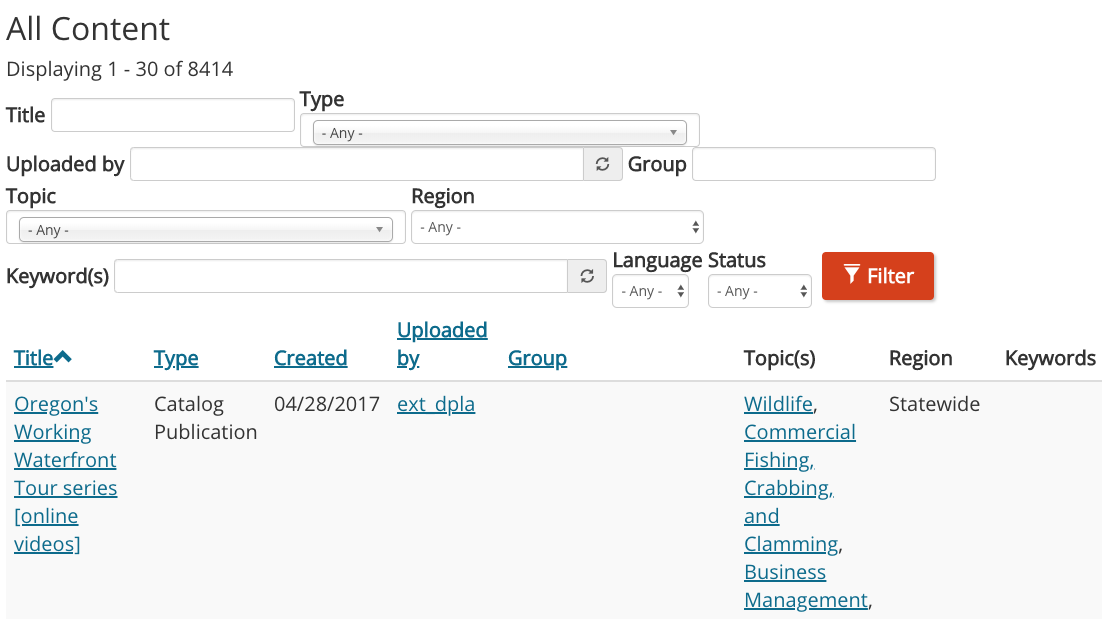 All Content
Displaying 1 - 30 of 8414
Title
Type
- Any -
Uploaded by
Group
Topic
Region
- Any -
- Any -
Keyword(s)
Language Status
- Any -
- Any -
Filter
Title Type Created Uploaded by Group Topic(s) Region Keywords
Oregon's Working Waterfront Tour series [online videos]
Catalog Publication
04/28/2017
ext_dpla
Wildlife,
Commercial
Fishing,
Crabbing,
and
Clamming,
Business
Management,
Statewide